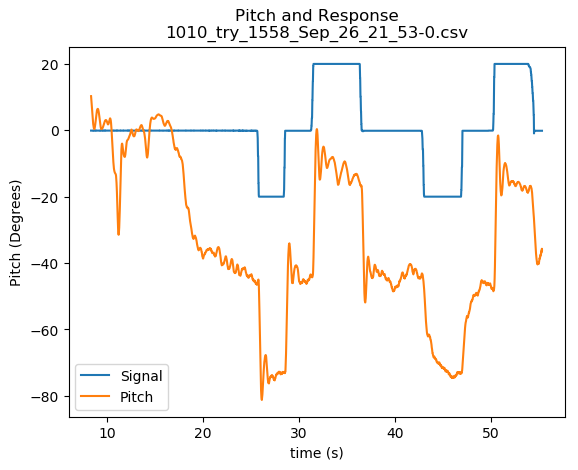 Pitch and Response
1010_try_1558_Sep_26_21_53-0.csv
Pitch (Degrees)
20
0
−20
−40
−60
−80
Signal
Pitch
10
20
30
40
50
time (s)